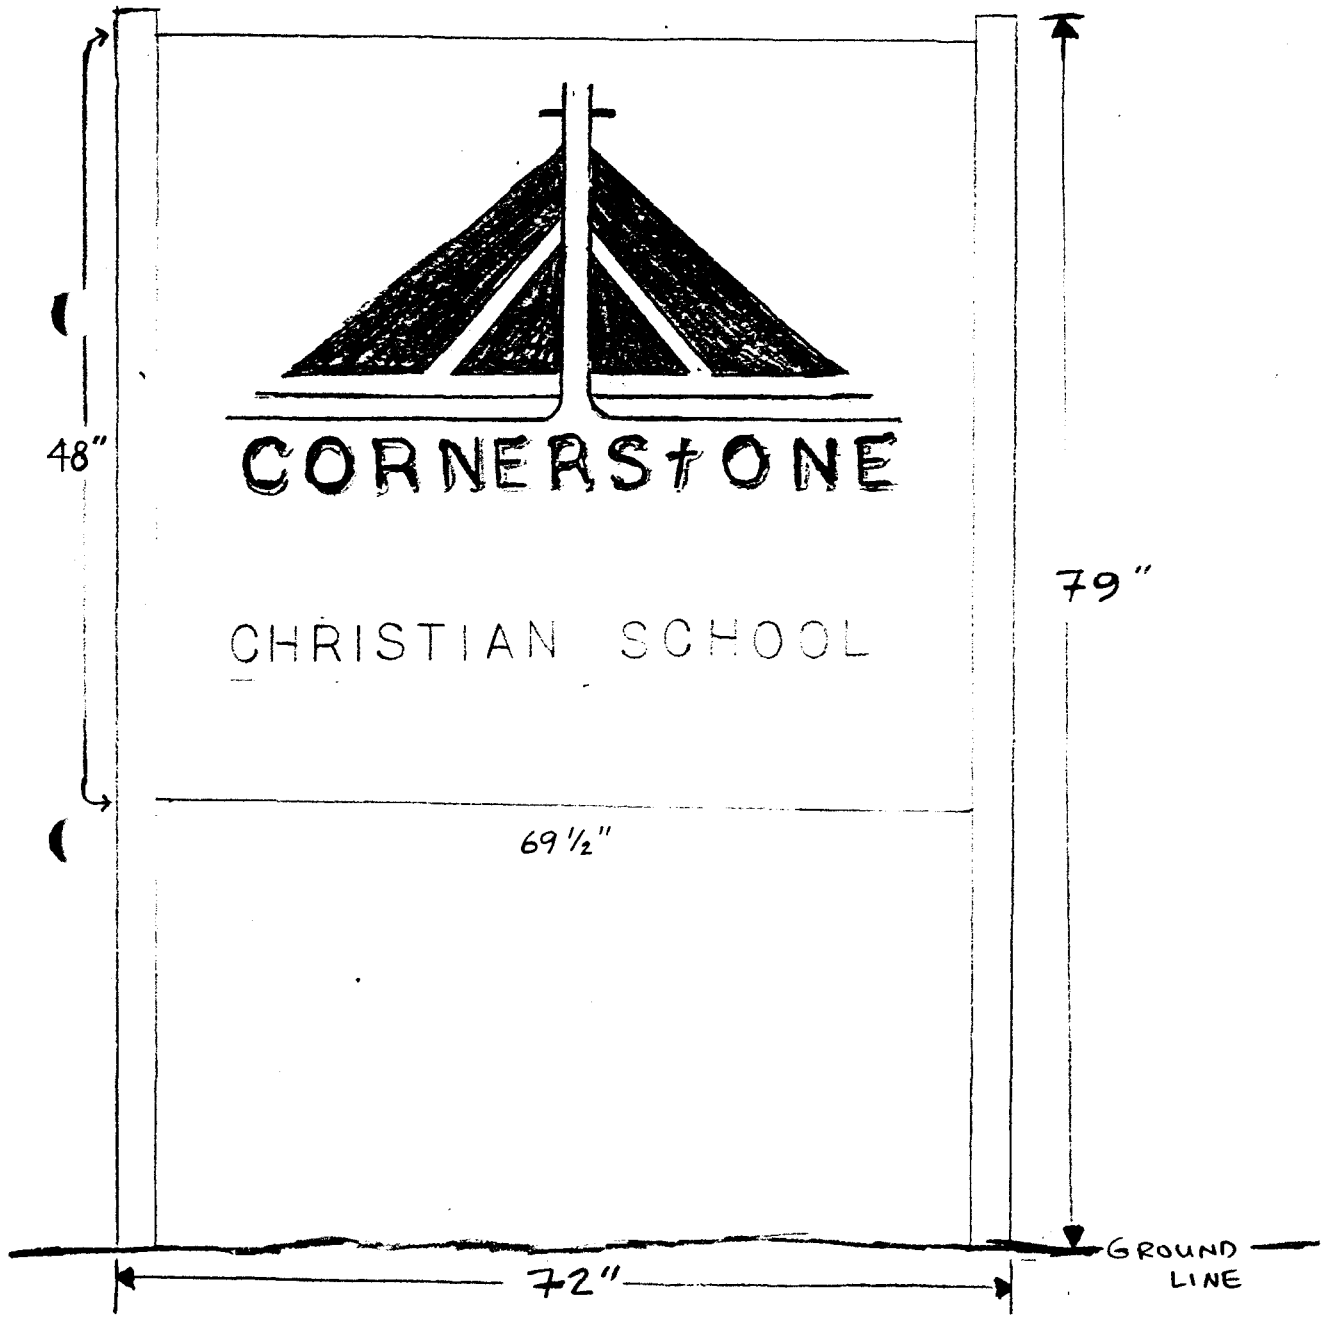 48"
CORNERStONE
79"
CHRISTIAN SCHOOL
69 1/2"
GROUND
LINE
72"